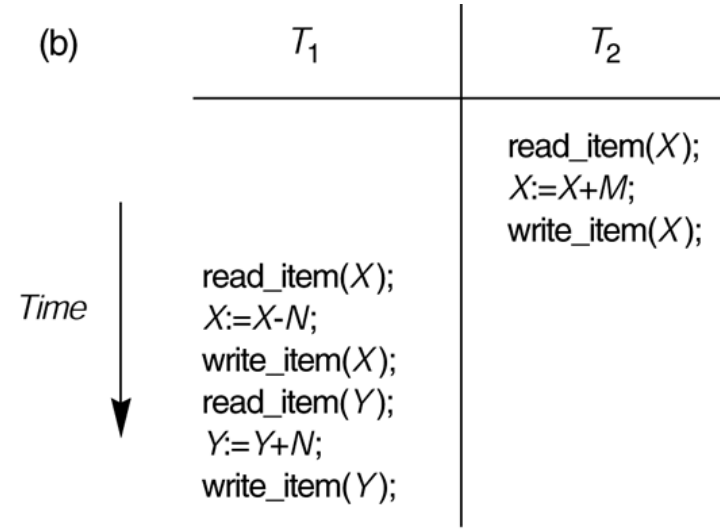 (b) T₁ T₂
read_item(X);
X:=X+M;
write_item(X);
read_item(X);
X:=X-N;
Time
write_item(X);
read_item(Y);
Y:=Y+N;
write_item(Y);